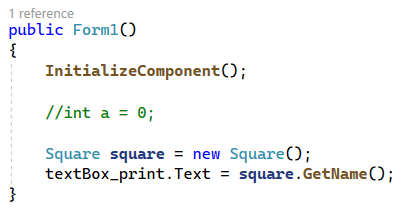 1 reference
public Form1()
{
InitializeComponent();
//int a = 0;
Square square = new Square();
textBox_print.Text = square.GetName();
}